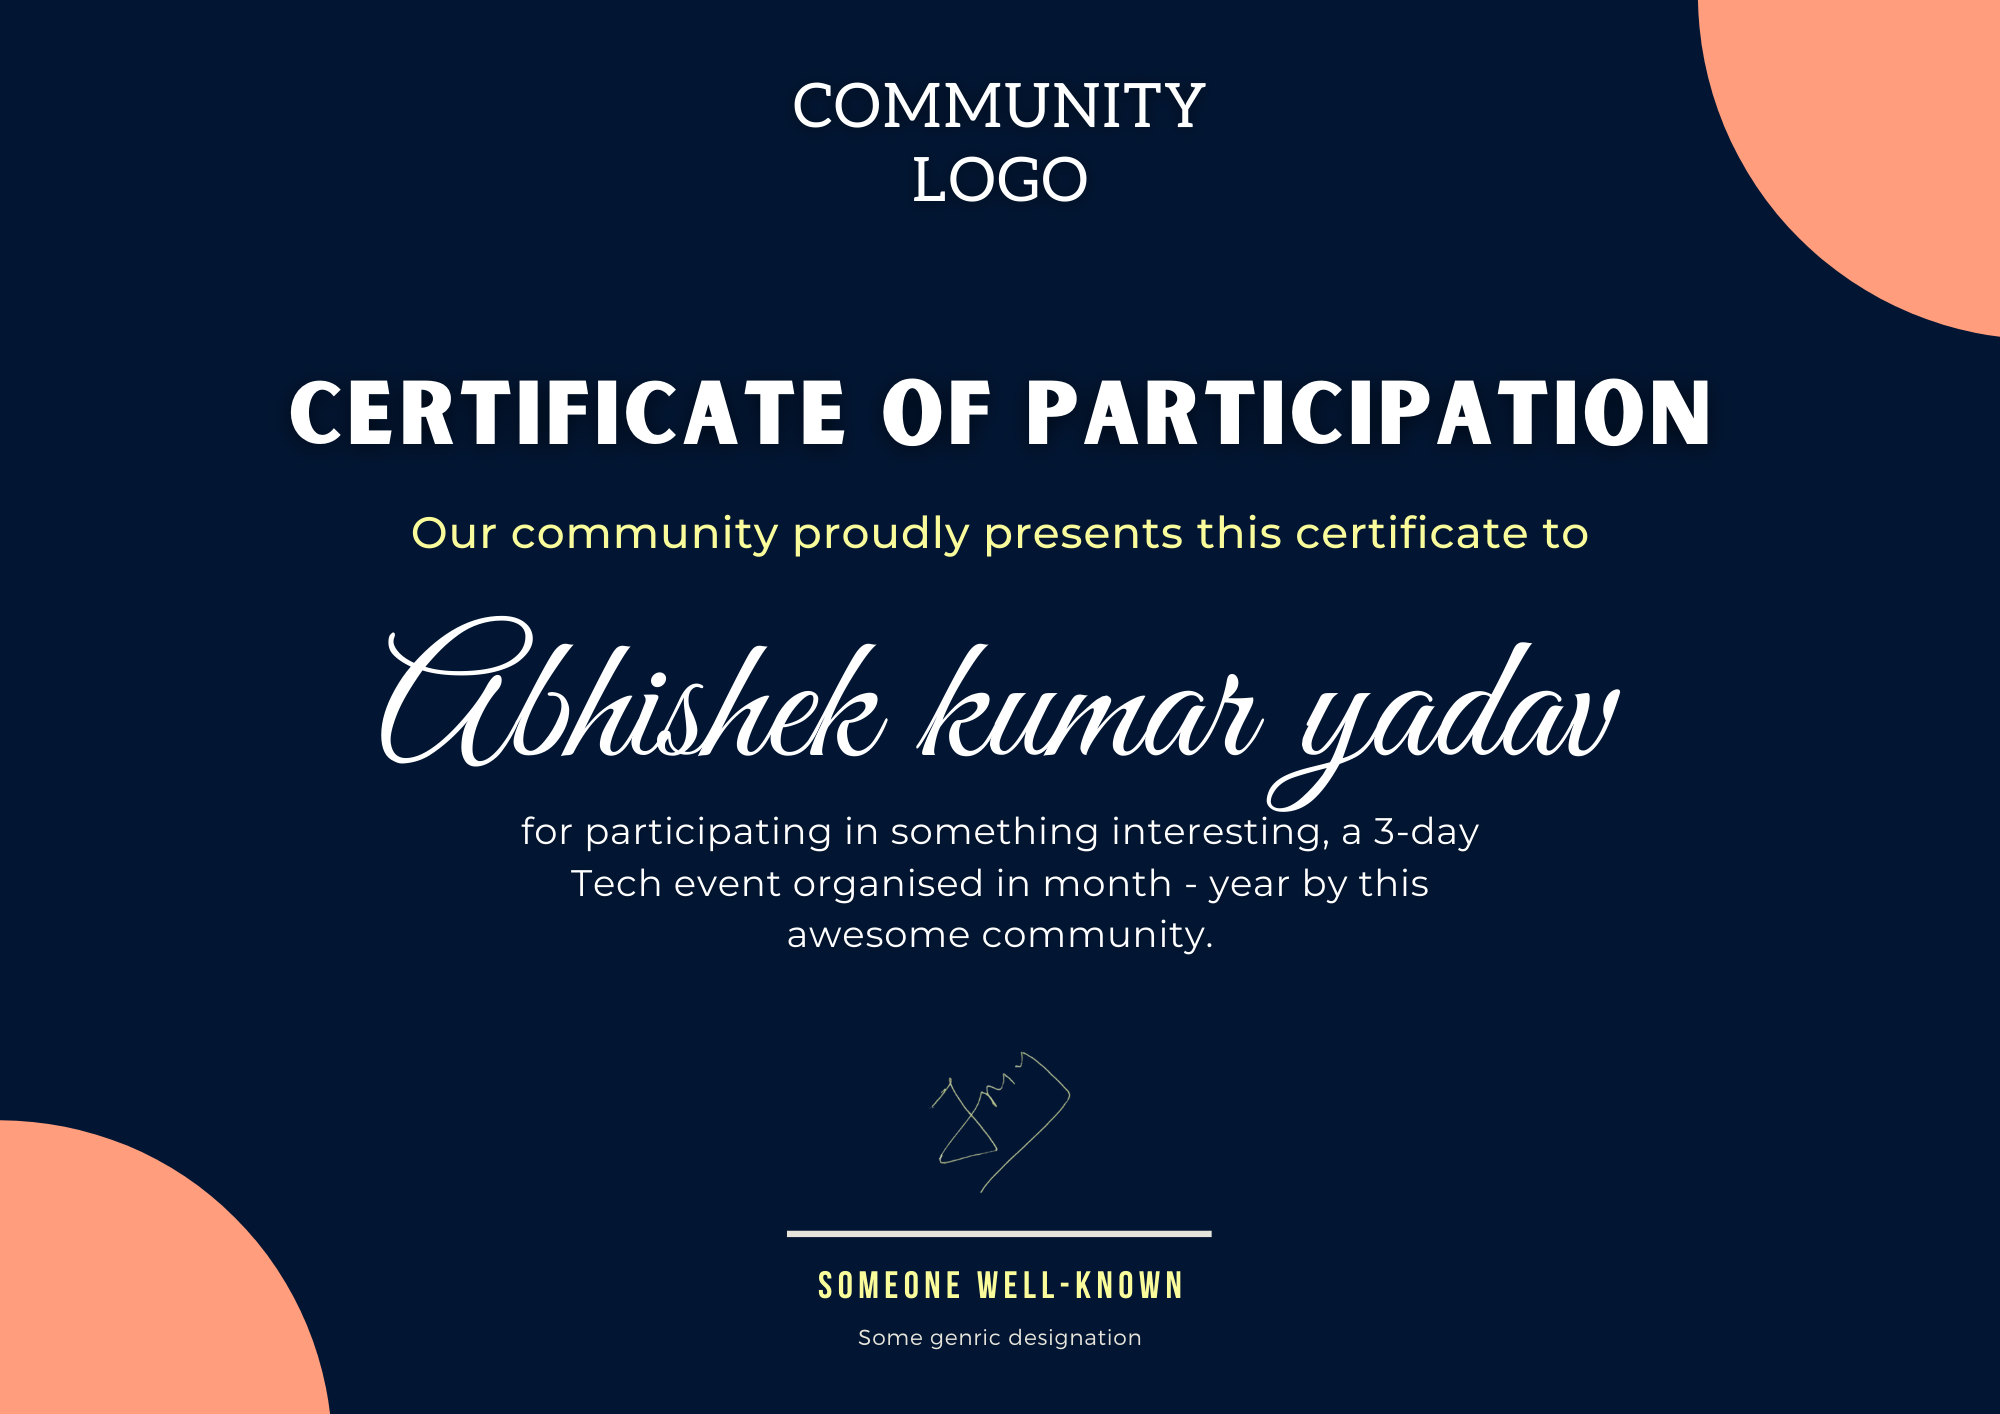 COMMUNITY
LOGO
CERTIFICATE OF PARTICIPATION
Our community proudly presents this certificate to
Abhishek kumar yadav
for participating in something interesting, a 3-day
Tech event organised in month - year by this
awesome community.
SOMEONE WELL-KNOWN
Some genric designation